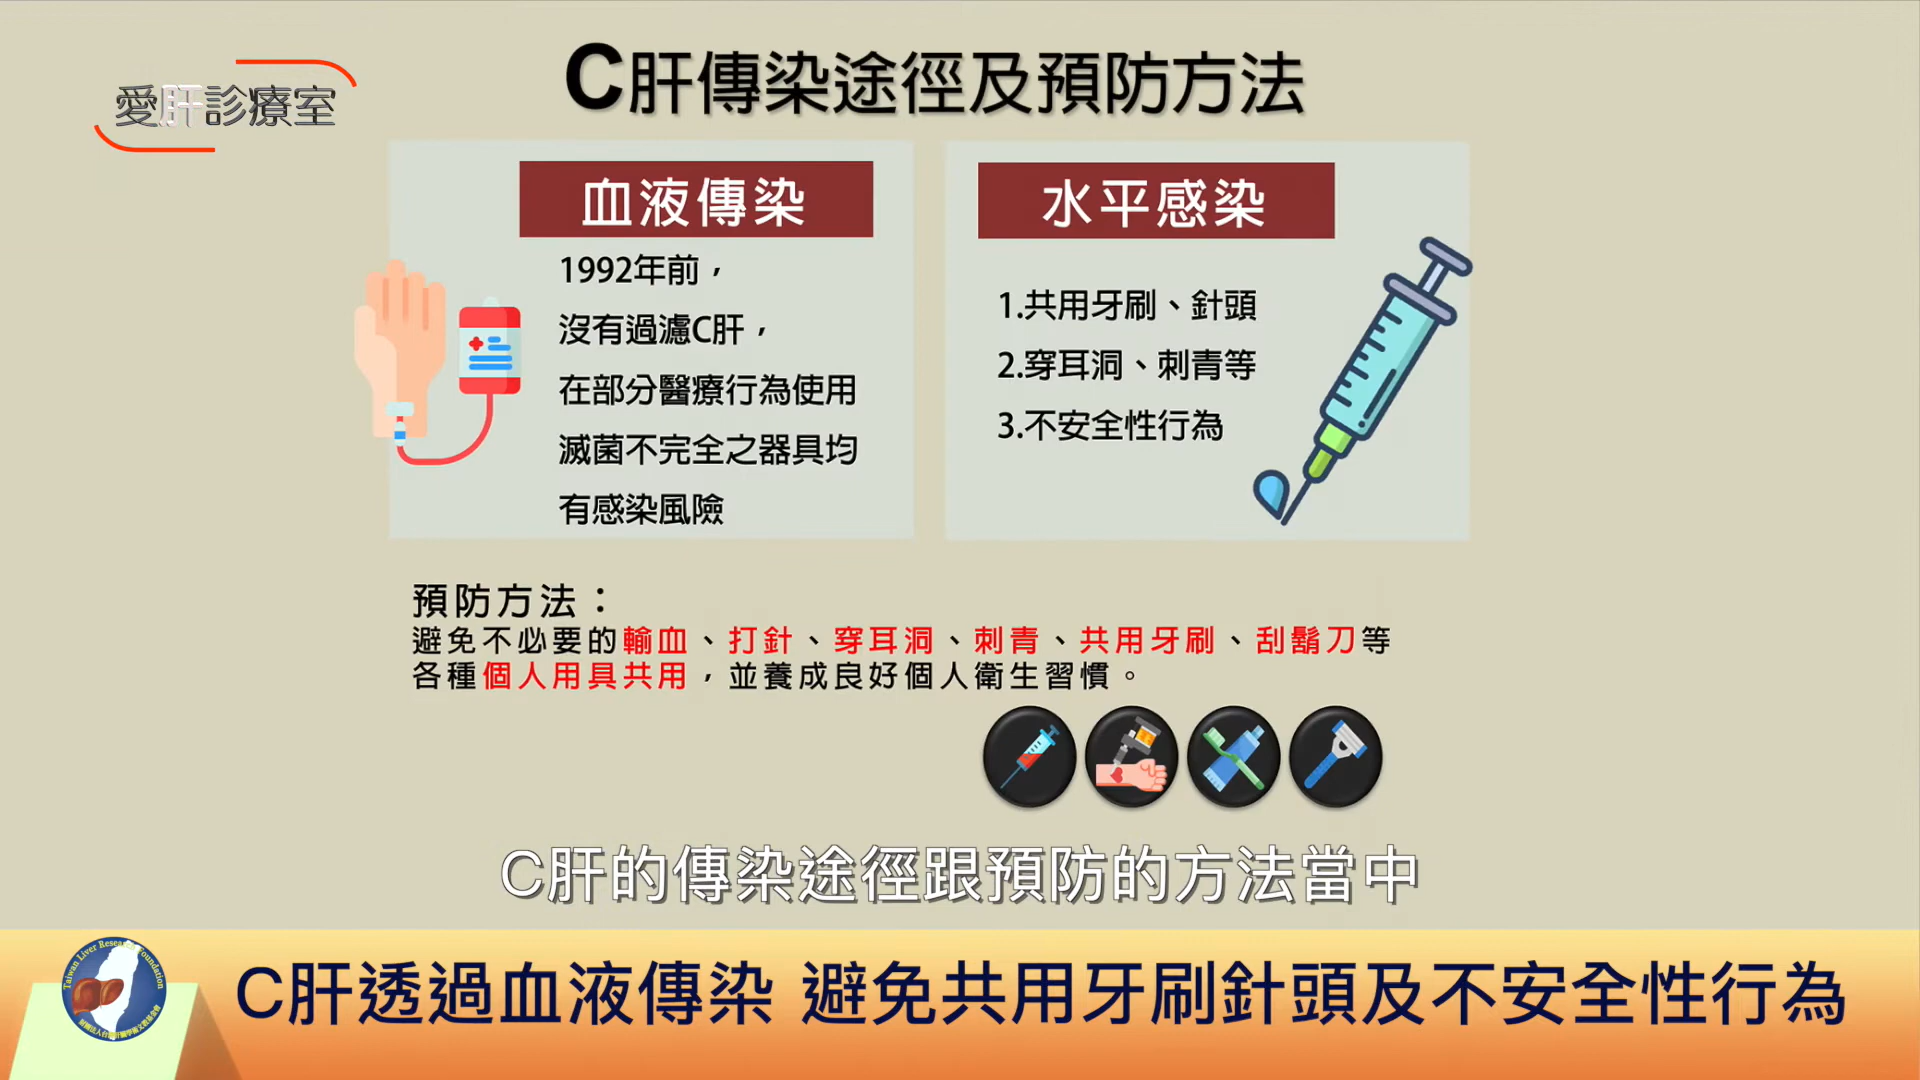 愛肝診療室
C肝傳染途徑及預防方法
血液傳染
1992年前，
沒有過濾C肝，
在部分醫療行為使用
滅菌不完全之器具均
有感染風險
水平感染
1.共用牙刷、針頭
2.穿耳洞、刺青等
3.不安全性行為
預防方法：
避免不必要的輸血、打針、穿耳洞、刺青、共用牙刷、刮鬍刀等
各種個人用具共用，並養成良好個人衛生習慣。
C肝的傳染途徑跟預防的方法當中
Taiwan Liver Research Foundation
C肝透過血液傳染 避免共用牙刷針頭及不安全性行為